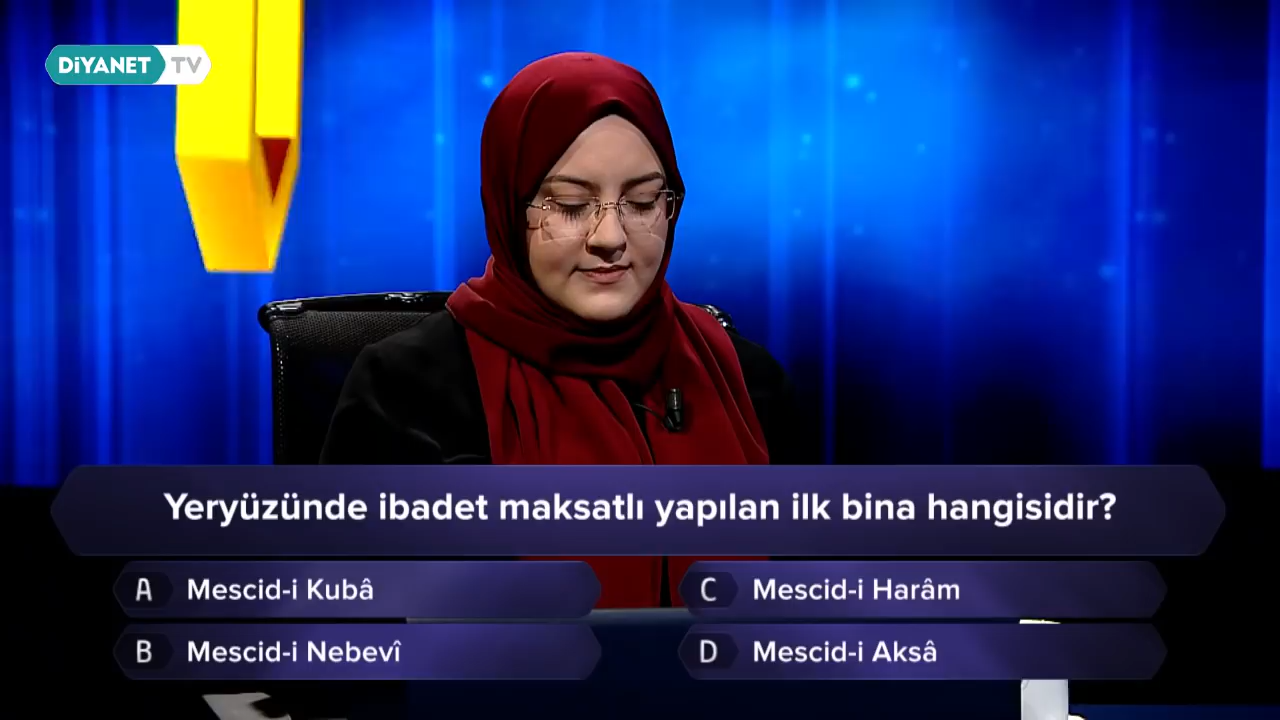 DİYANET TV
Yeryüzünde ibadet maksatlı yapılan ilk bina hangisidir?
A Mescid-i Kubâ
C Mescid-i Harâm
B Mescid-i Nebevî
D Mescid-i Aksâ